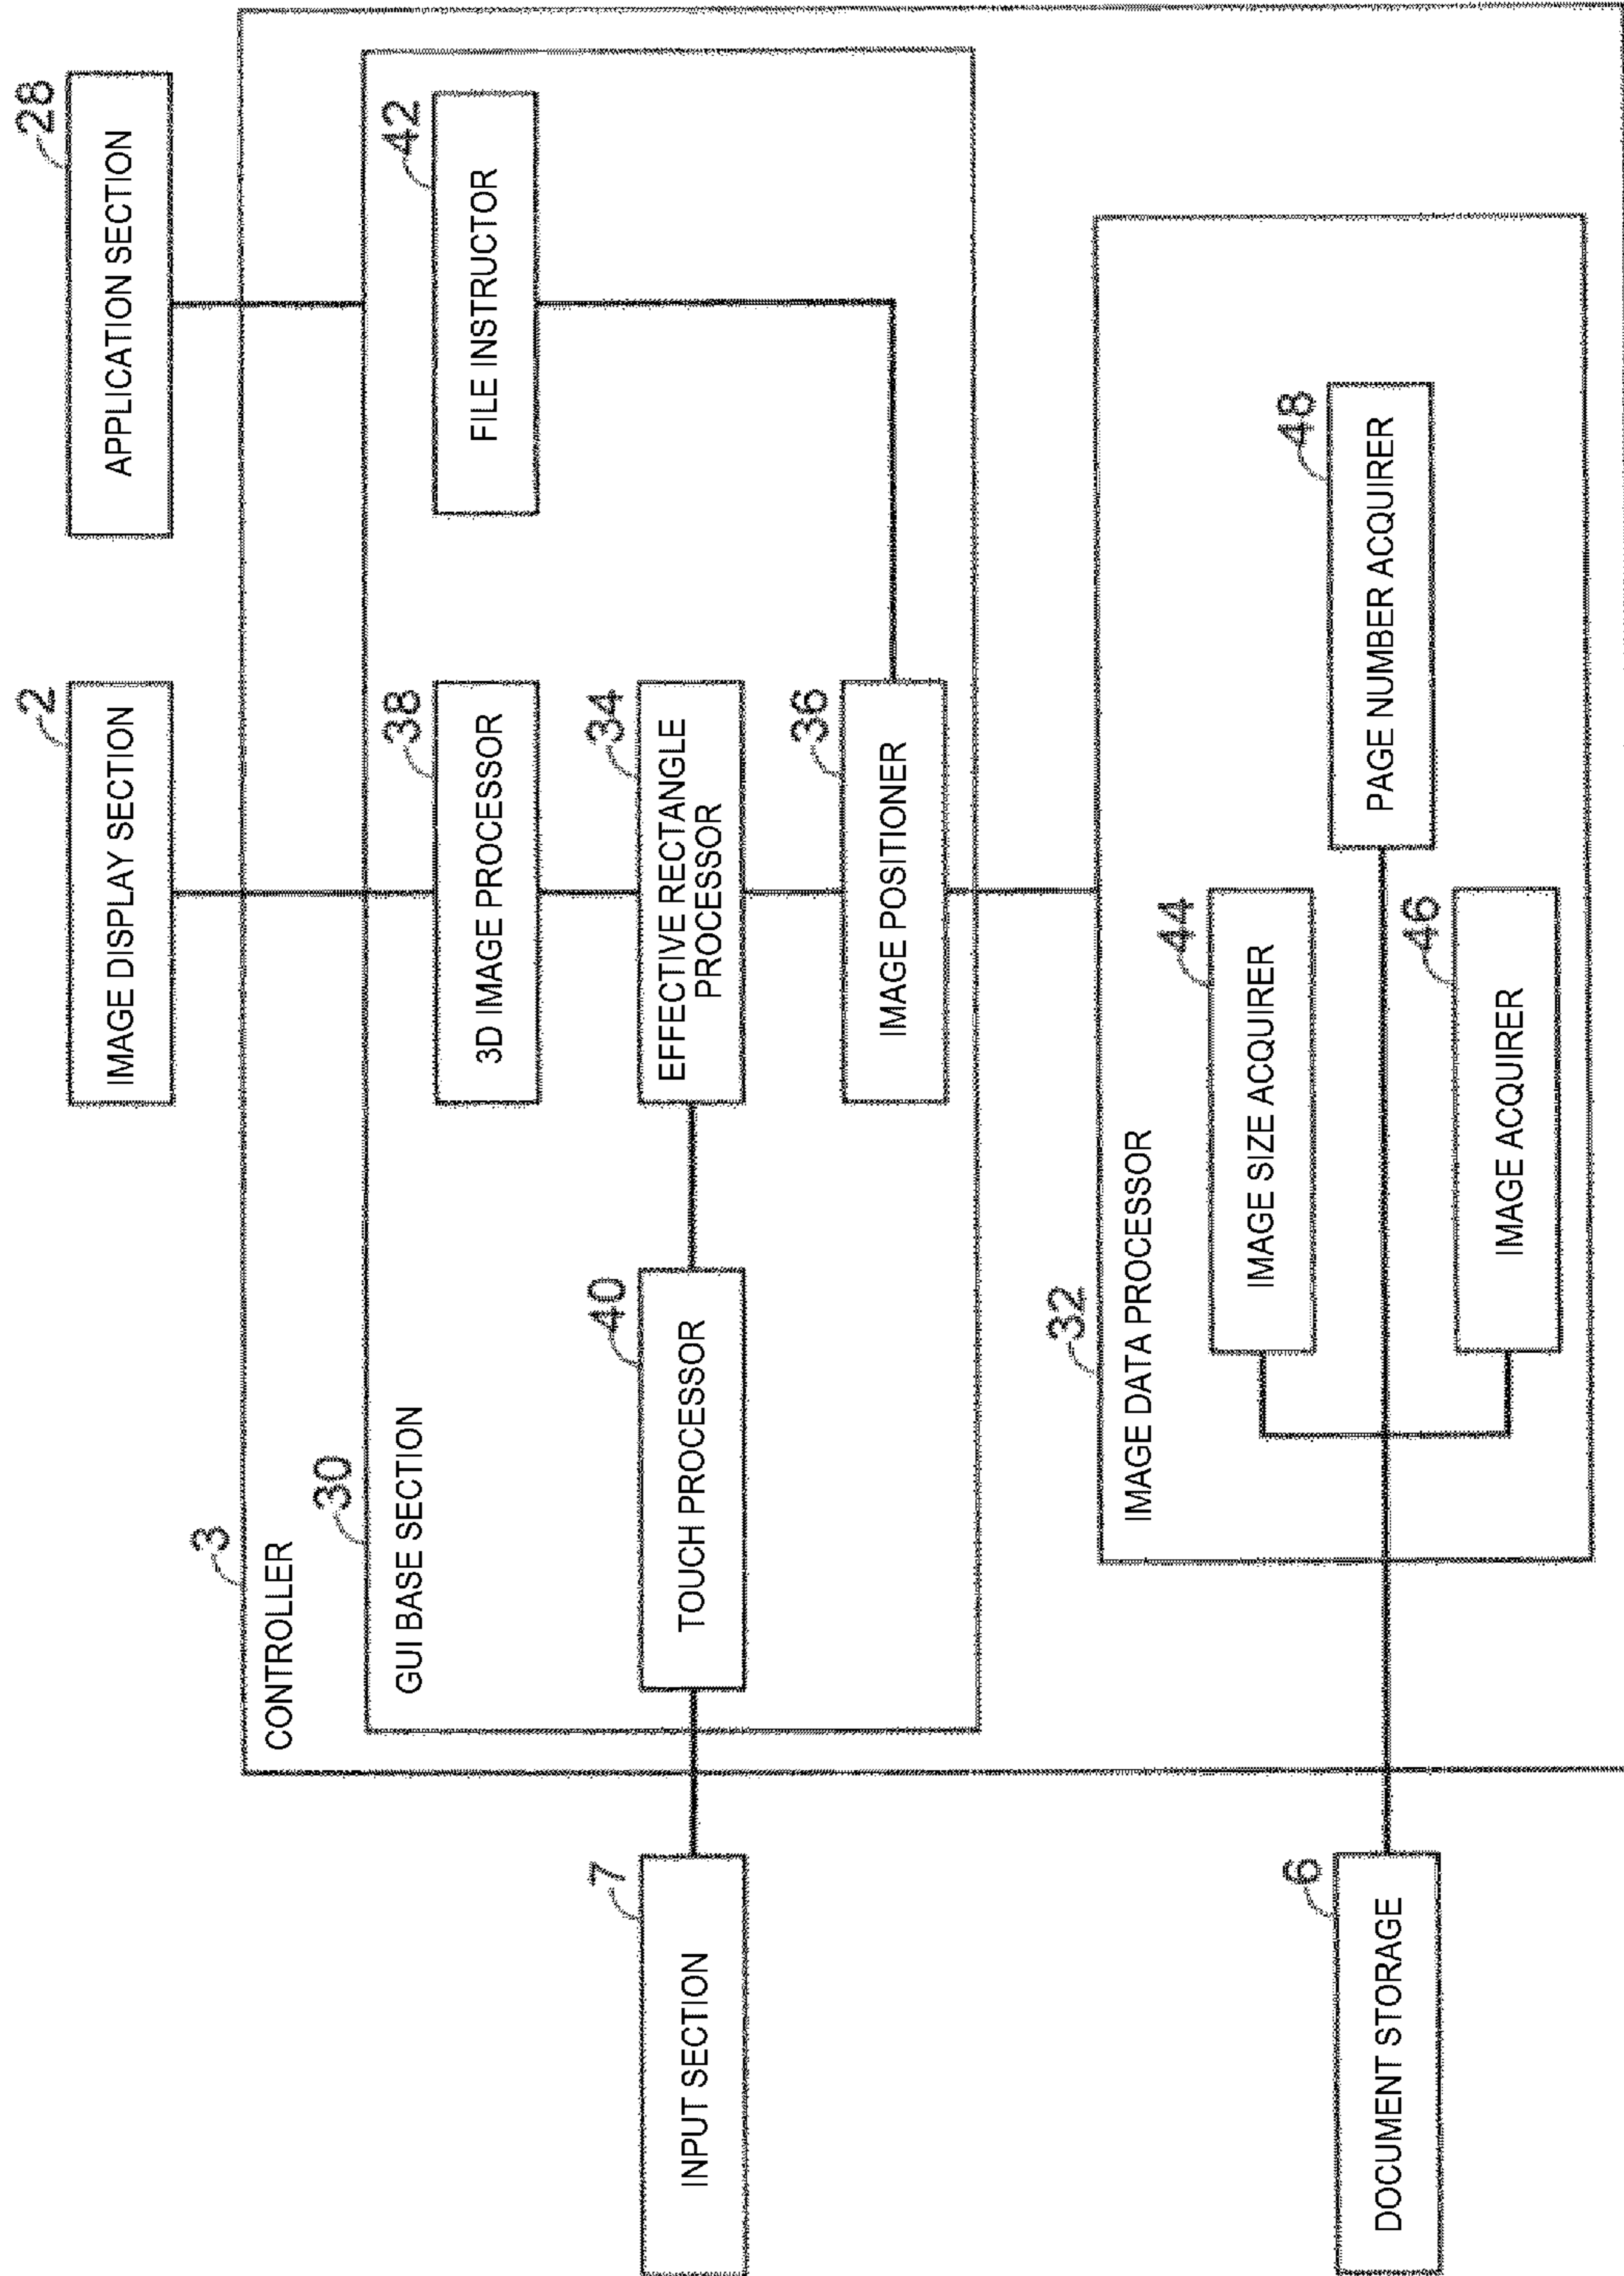 2
IMAGE DISPLAY SECTION
28
APPLICATION SECTION
3
CONTROLLER
30
GUI BASE SECTION
38
3D IMAGE PROCESSOR
42
FILE INSTRUCTOR
7
INPUT SECTION
40
TOUCH PROCESSOR
34
EFFECTIVE RECTANGLE
PROCESSOR
36
IMAGE POSITIONER
32
IMAGE DATA PROCESSOR
44
IMAGE SIZE ACQUIRER
6
DOCUMENT STORAGE
48
PAGE NUMBER ACQUIRER
46
IMAGE ACQUIRER